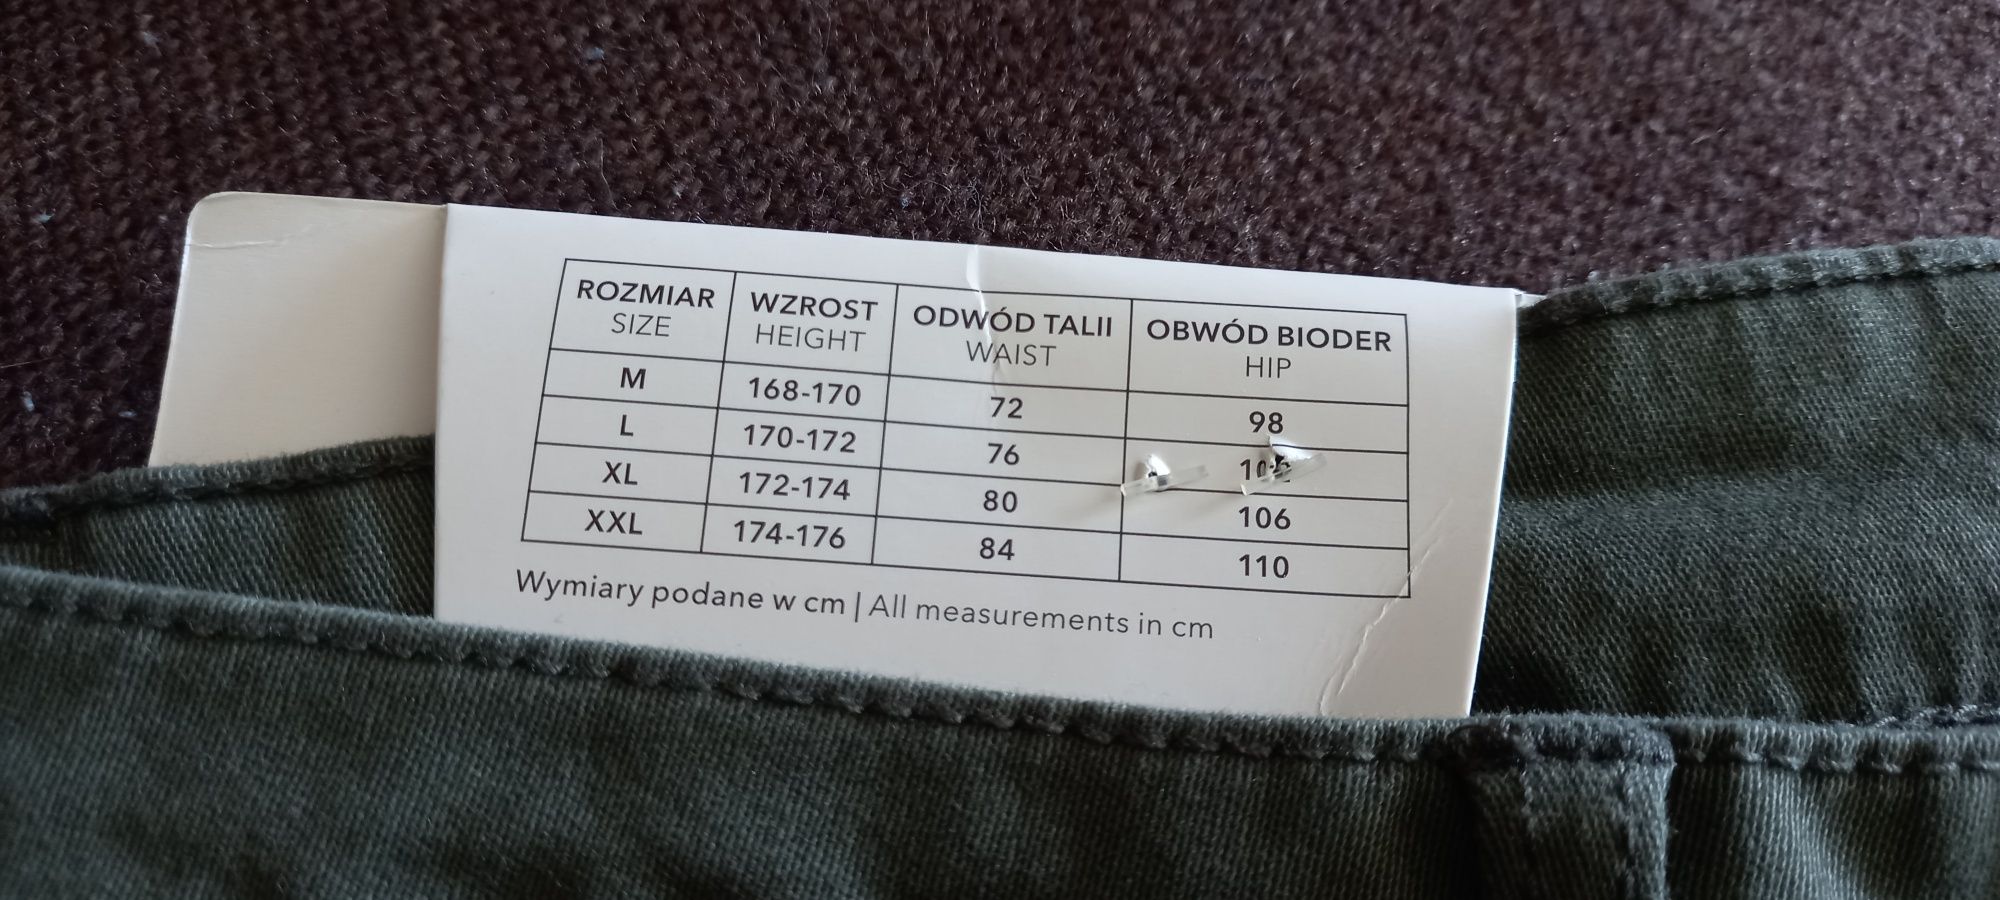 ROZMIAR WZROST ODWÓD TALII OBWÓD BIODER
SIZE HEIGHT WAIST HIP
M 168-170 72 98
L 170-172 76
XL 172-174 80 106
XXL 174-176 84 110
Wymiary podane w cm | All measurements in cm